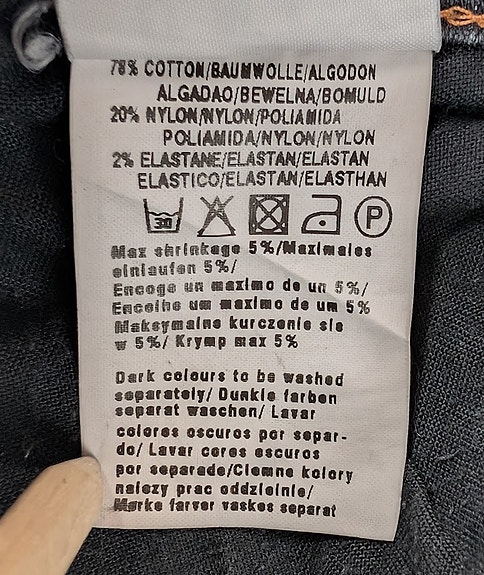 78% COTTON/BAUMWOLLE/ALGODON
ALGADAO/BEWELNA/BOMULD
20% NYLON/NYLON/POLIAMIDA
POLIAMIDA/NYLON/NYLON
2% ELASTANE/ELASTAN/ELASTAN
ELASTICO/ELASTAN/ELASTHAN
30 P
Max shrinkage 5%/Maximales
einlaufen 5%/
Encoge un maximo de un 5%/
Encolhe um maximo de um 5%
Maksymalne kurczenie sie
w 5%/ Krymp max 5%
Dark colours to be washed
separately/ Dunkle farben
separat waschen/ Lavar
colores oscuros por separ-
do/ Lavar cores escuros
por separade/Ciemne kolory
nalezy prac oddzielnie/
Mørke farver vaskes separat